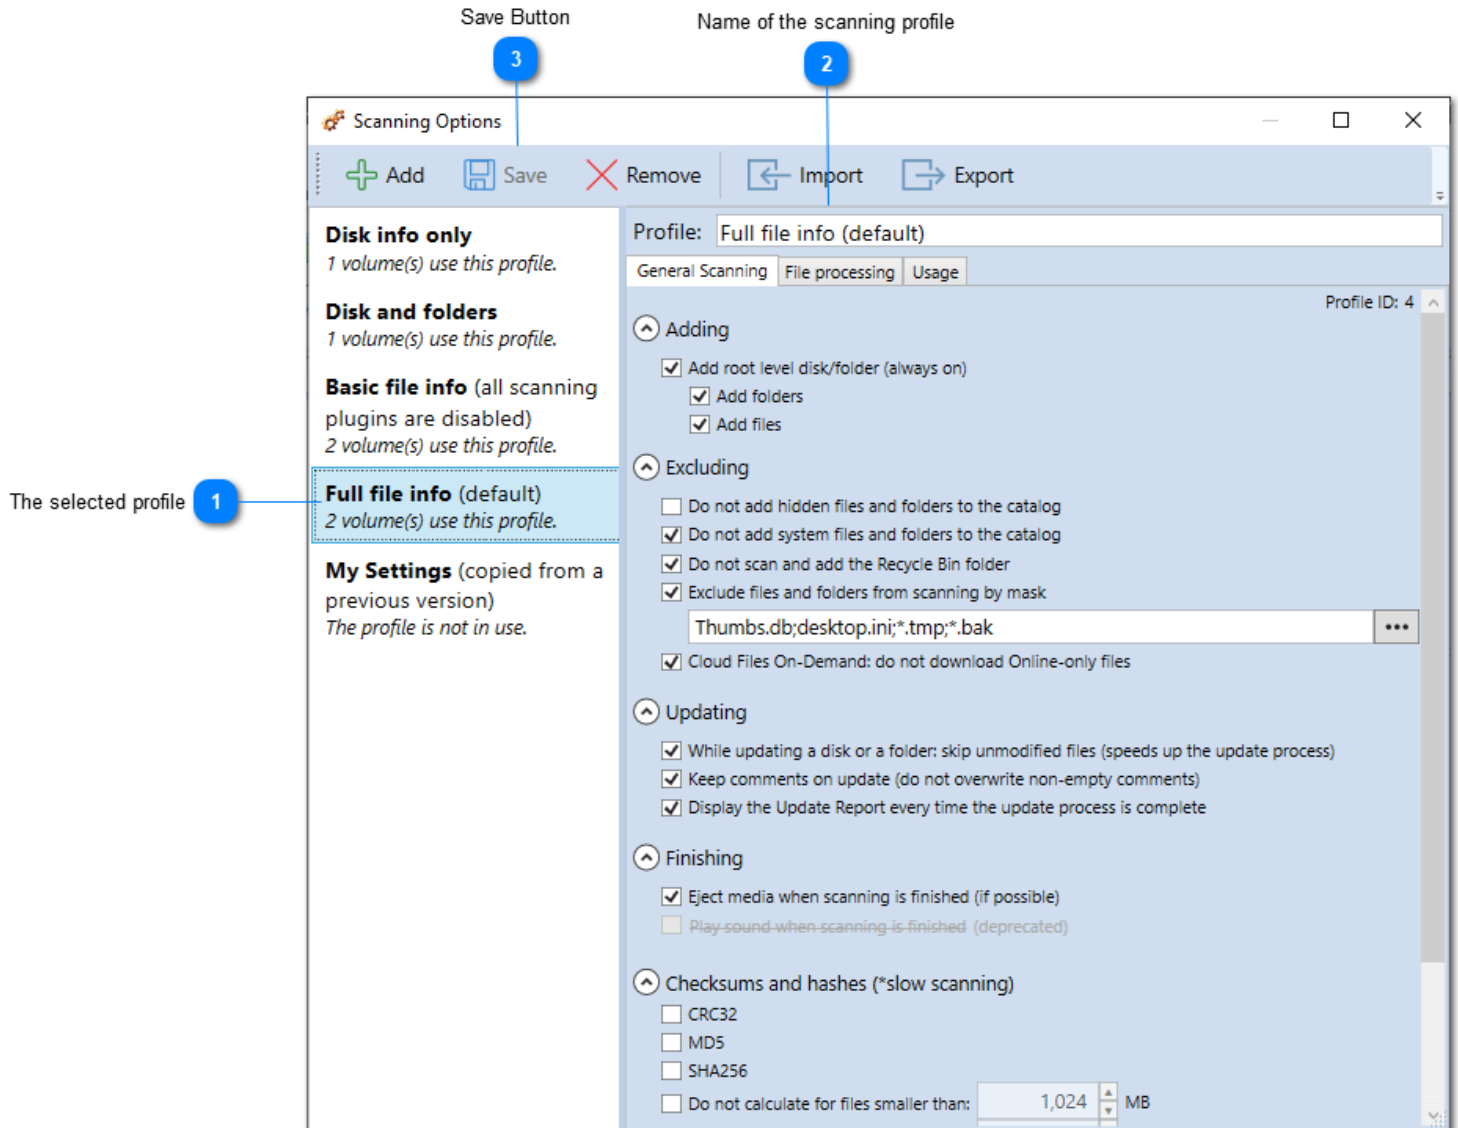 Save Button
Name of the scanning profile
3
2
Scanning Options
Add
Save
Remove
Import
Export
Disk info only
1 volume(s) use this profile.
Disk and folders
1 volume(s) use this profile.
Basic file info (all scanning
plugins are disabled)
2 volume(s) use this profile.
The selected profile
1
Full file info (default)
2 volume(s) use this profile.
My Settings (copied from a
previous version)
The profile is not in use.
Profile: Full file info (default)
General Scanning
File processing
Usage
Profile ID: 4
Adding
Add root level disk/folder (always on)
Add folders
Add files
Excluding
Do not add hidden files and folders to the catalog
Do not add system files and folders to the catalog
Do not scan and add the Recycle Bin folder
Exclude files and folders from scanning by mask
Thumbs.db;desktop.ini;*.tmp;*.bak
Cloud Files On-Demand: do not download Online-only files
Updating
While updating a disk or a folder: skip unmodified files (speeds up the update process)
Keep comments on update (do not overwrite non-empty comments)
Display the Update Report every time the update process is complete
Finishing
Eject media when scanning is finished (if possible)
Play sound when scanning is finished (deprecated)
Checksums and hashes (*slow scanning)
CRC32
MD5
SHA256
Do not calculate for files smaller than: 1,024 MB